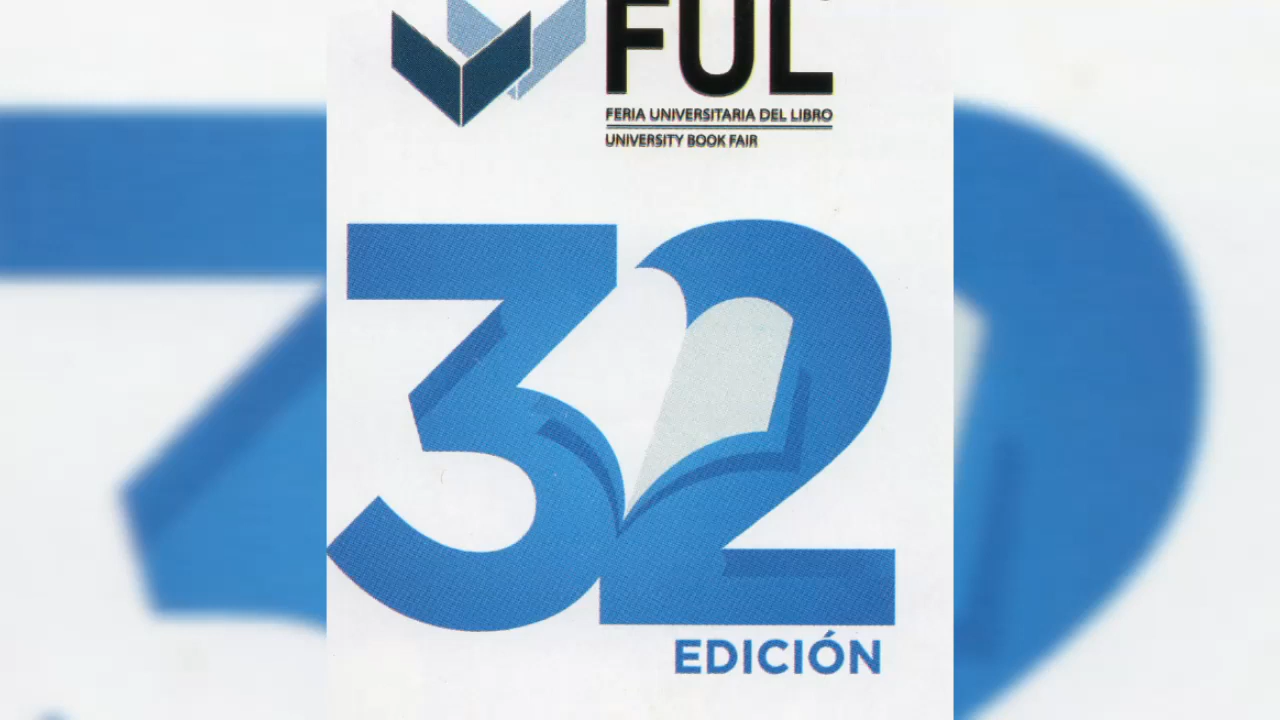 FUL
FERIA UNIVERSITARIA DEL LIBRO
UNIVERSITY BOOK FAIR
32
EDICIÓN